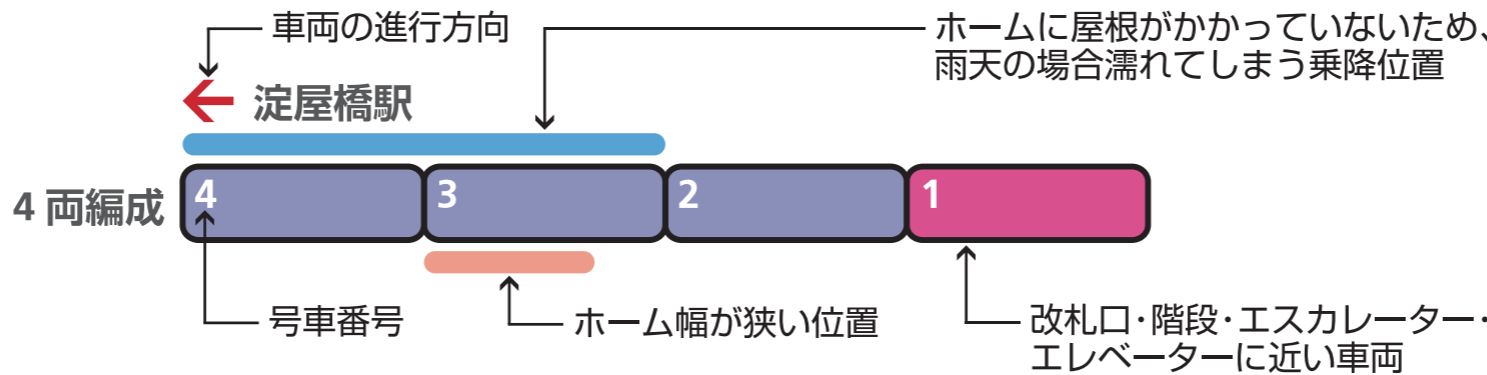 車両の進行方向
ホームに屋根がかかっていないため、
雨天の場合濡れてしまう乗降位置
淀屋橋駅
4 両編成
4
3
2
1
号車番号
ホーム幅が狭い位置
改札口・階段・エスカレーター・
エレベーターに近い車両